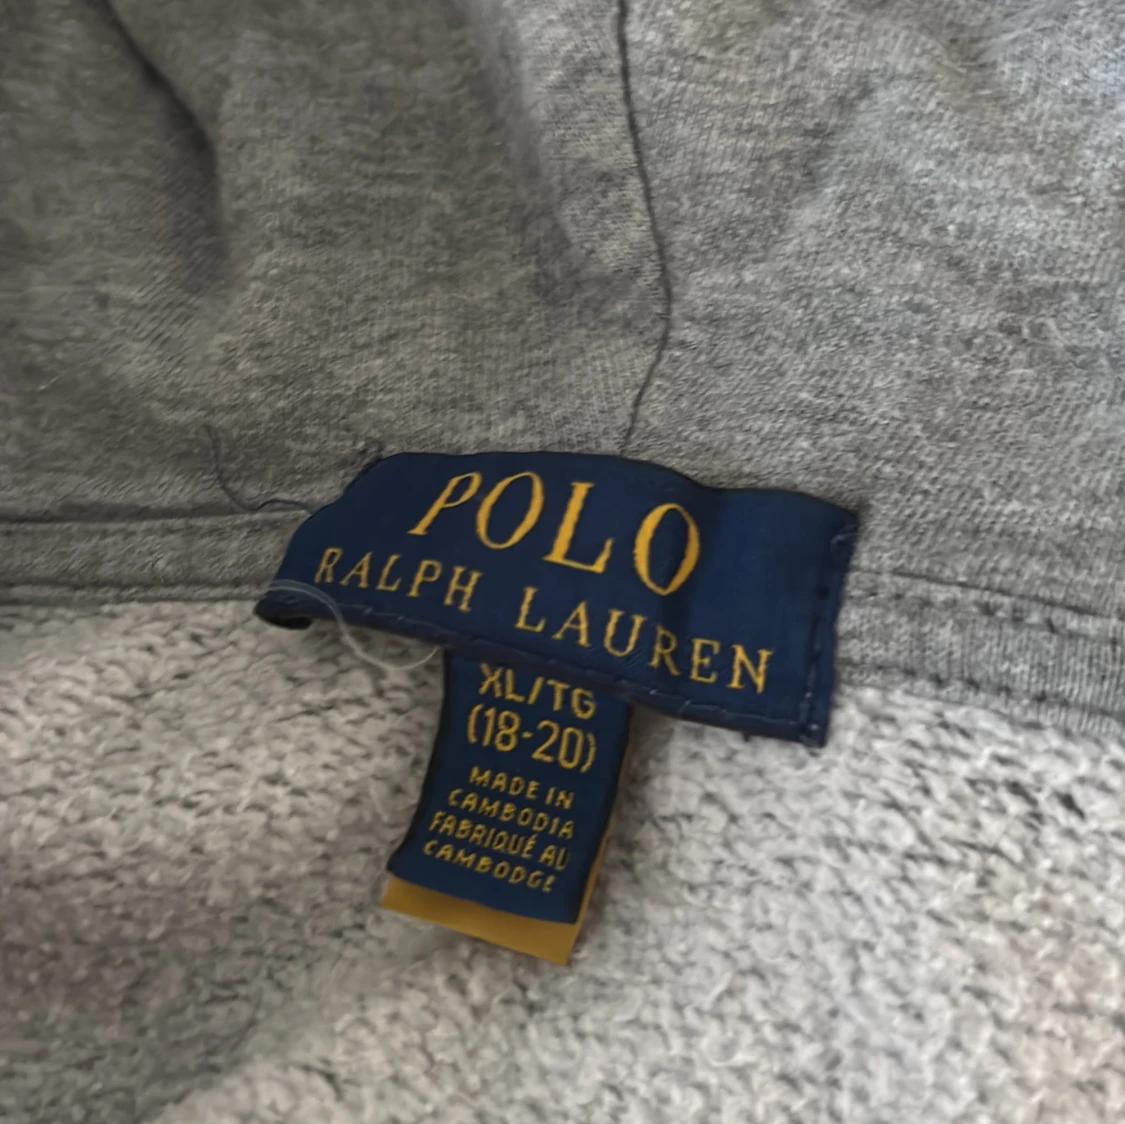 POLO
RALPH LAUREN
XL/TG
(18-20)
MADE IN
CAMBODIA
FABRIQUÉ AU
CAMBODGE